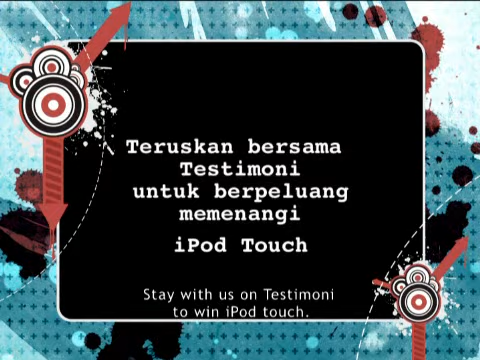 Teruskan bersama
Testimoni
untuk berpeluang
memenangi
iPod Touch
Stay with us on Testimoni
to win iPod touch.